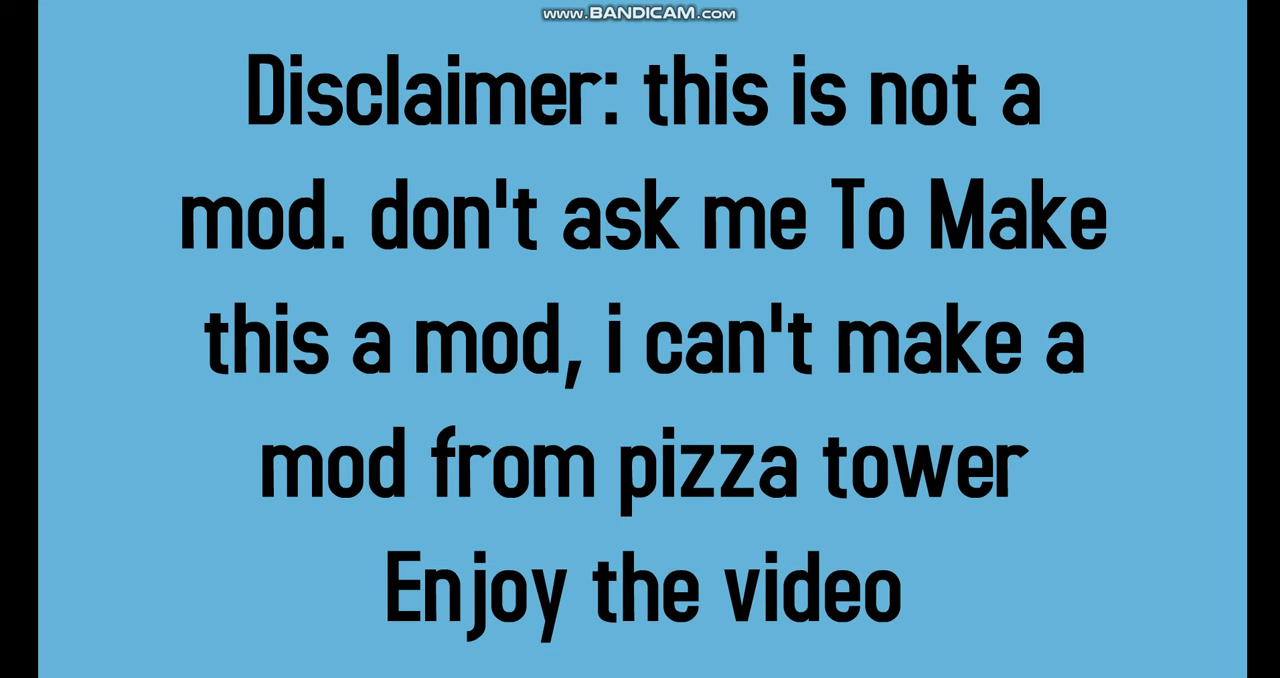 www.BANDICAM.com
Disclaimer: this is not a
mod. don't ask me To Make
this a mod, i can't make a
mod from pizza tower
Enjoy the video